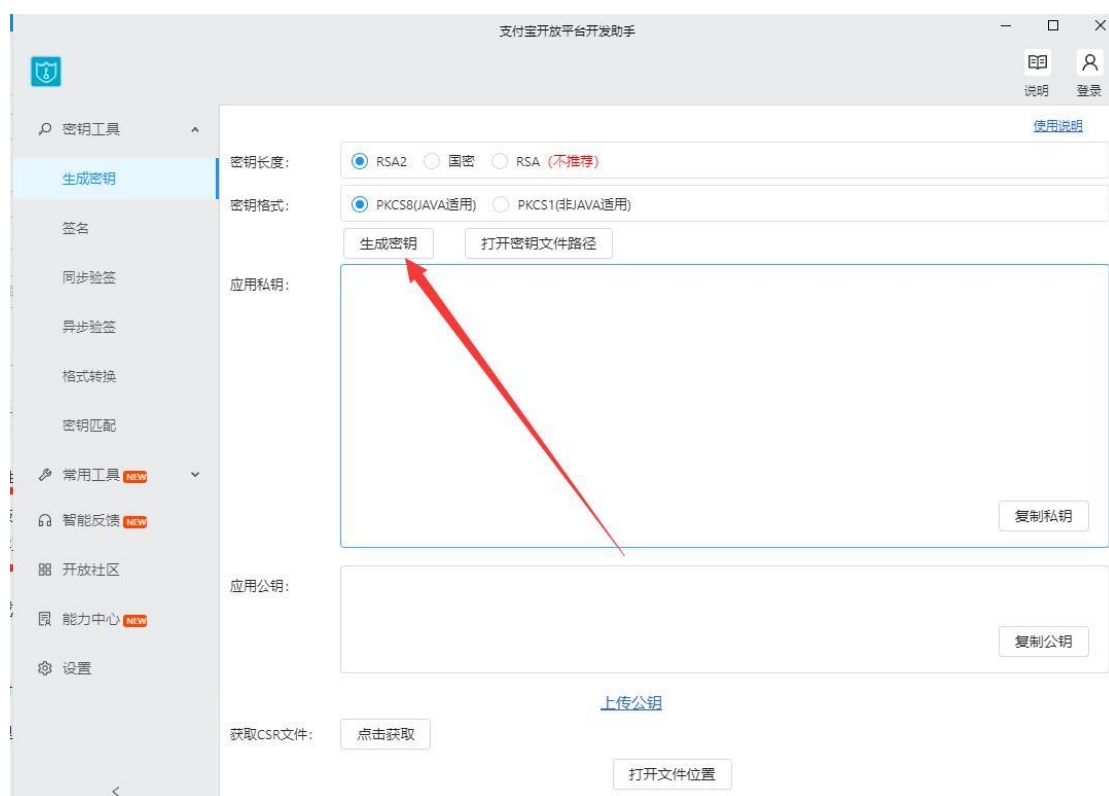 支付宝开放平台开发助手
说明 登录
密钥工具
使用说明
密钥长度: RSA2 国密 RSA (不推荐)
生成密钥
密钥格式: PKCS8(JAVA适用) PKCS1(非JAVA适用)
签名
生成密钥 打开密钥文件路径
同步验签
应用私钥:
异步验签
格式转换
密钥匹配
常用工具 NEW
智能反馈 NEW
复制私钥
开放社区
应用公钥:
能力中心 NEW
复制公钥
设置
上传公钥
获取CSR文件: 点击获取
打开文件位置